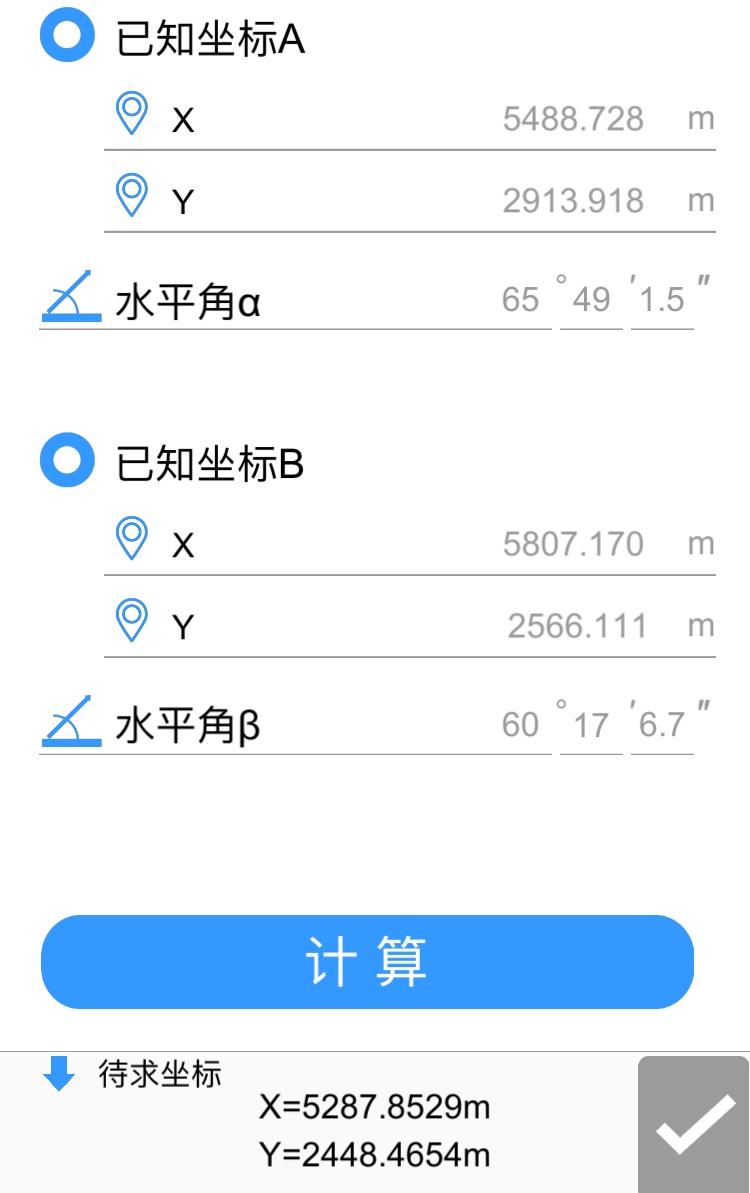 已知坐标A
X 5488.728 m
Y 2913.918 m
水平角α 65 ° 49 ′ 1.5 ″
已知坐标B
X 5807.170 m
Y 2566.111 m
水平角β 60 ° 17 ′ 6.7 ″
计 算
待求坐标
X=5287.8529m
Y=2448.4654m